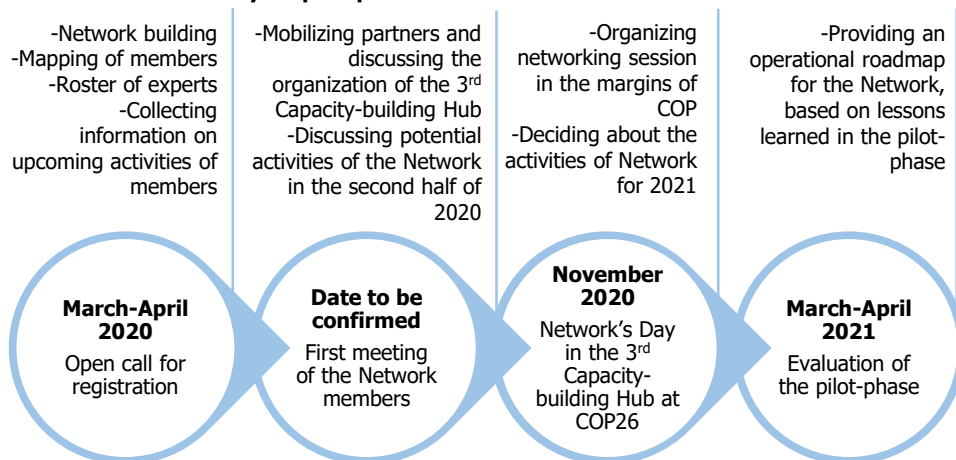 -Network building
-Mapping of members
-Roster of experts
-Collecting
information on
upcoming activities of
members
-Mobilizing partners and
discussing the
organization of the 3rd
Capacity-building Hub
-Discussing potential
activities of the Network
in the second half of
2020
-Organizing
networking session
in the margins of
COP
-Deciding about the
activities of Network
for 2021
-Providing an
operational roadmap
for the Network,
based on lessons
learned in the pilot-
phase
March-April
2020
Open call for
registration
Date to be
confirmed
First meeting
of the Network
members
November
2020
Network’s Day
in the 3rd
Capacity-
building Hub at
COP26
March-April
2021
Evaluation of
the pilot-phase